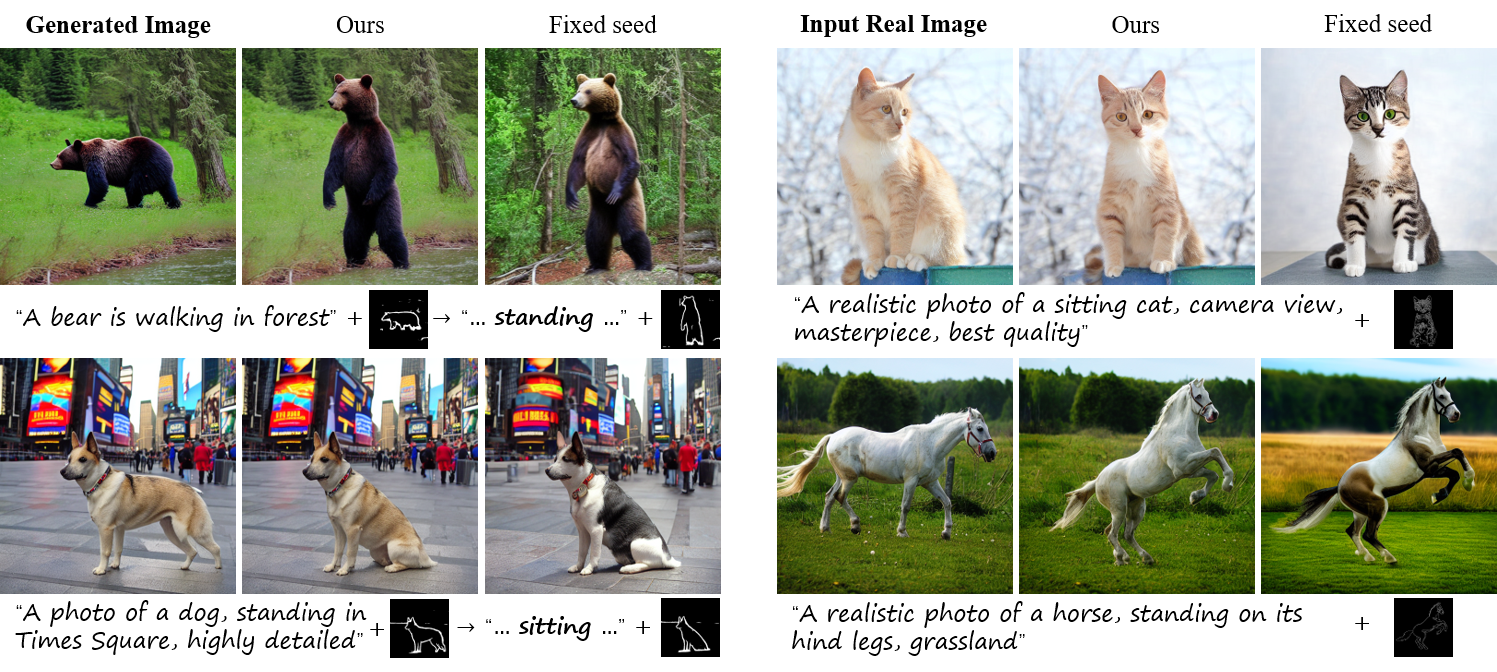 Generated Image
Ours
Fixed seed
“A bear is walking in forest” + → “... standing ...” +
“A photo of a dog, standing in
Times Square, highly detailed” + → “... sitting ...” +
Input Real Image
Ours
Fixed seed
“A realistic photo of a sitting cat, camera view,
masterpiece, best quality” +
“A realistic photo of a horse, standing on its
hind legs, grassland” +